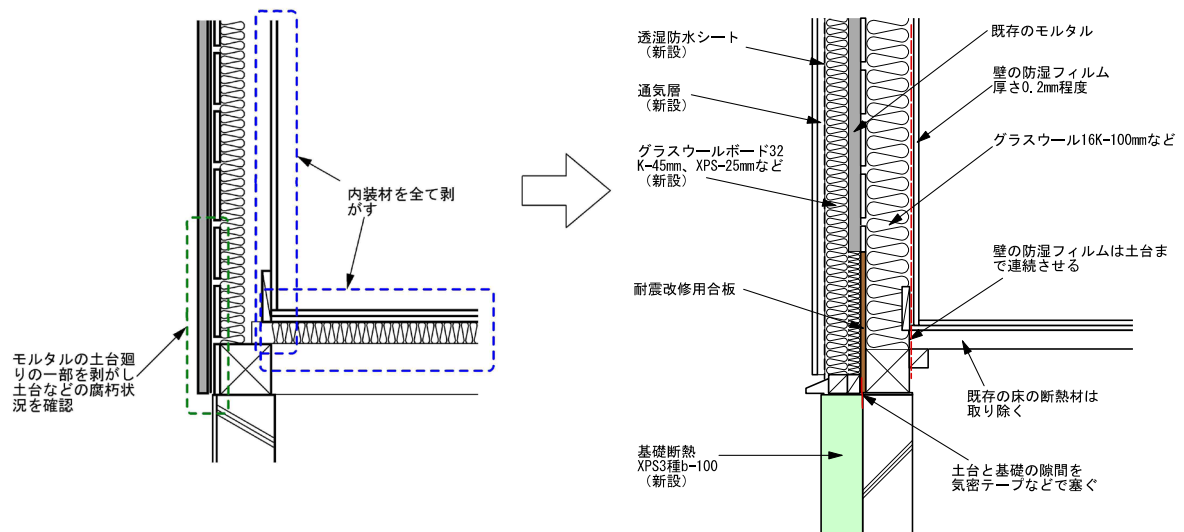 内装材を全て剥
がす
モルタルの土台廻
りの一部を剥がし
土台などの腐朽状
況を確認
透湿防水シート
（新設）
通気層
（新設）
グラスウールボード32
K-45mm、XPS-25mmなど
（新設）
耐震改修用合板
基礎断熱
XPS3種b-100
（新設）
既存のモルタル
壁の防湿フィルム
厚さ0.2mm程度
グラスウール16K-100mmなど
壁の防湿フィルムは土台ま
で連続させる
既存の床の断熱材は
取り除く
土台と基礎の隙間を
気密テープなどで塞ぐ